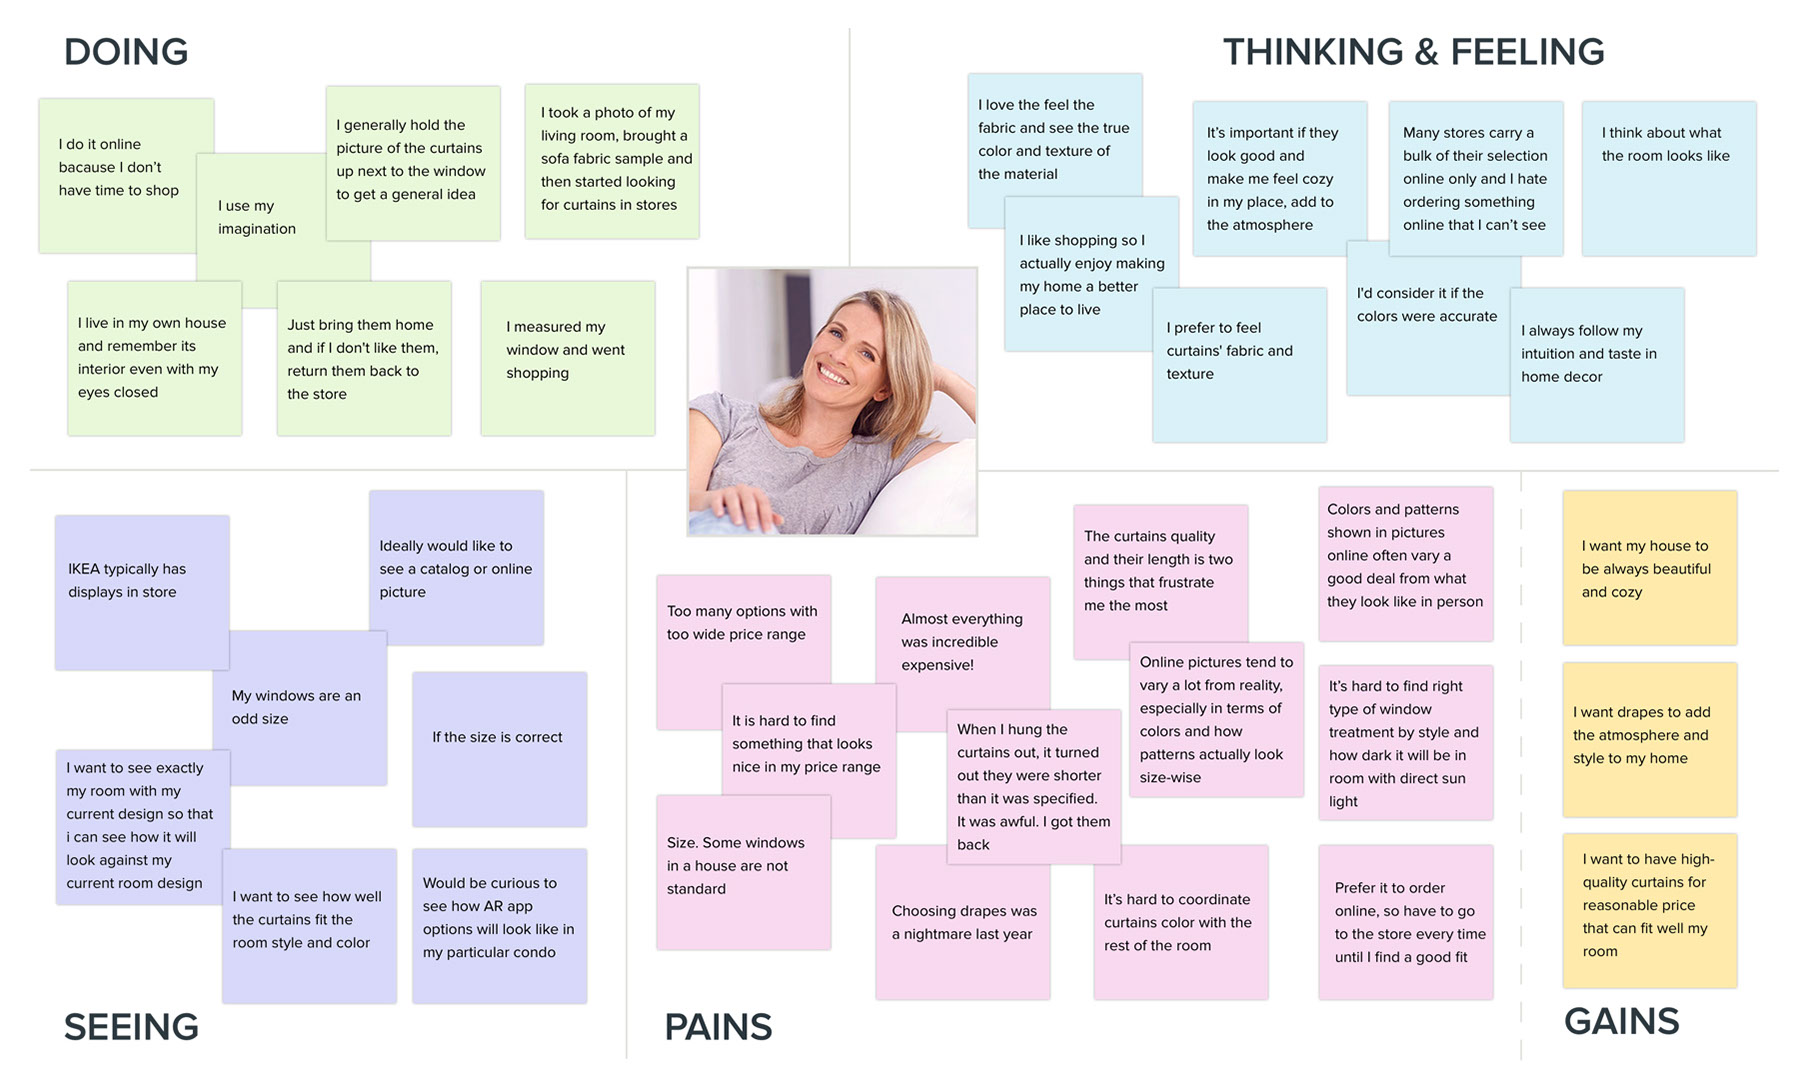 DOING
I do it online
bacause I don’t
have time to shop
I use my
imagination
I generally hold the
picture of the curtains
up next to the window
to get a general idea
I took a photo of my
living room, brought a
sofa fabric sample and
then started looking
for curtains in stores
I live in my own house
and remember its
interior even with my
eyes closed
Just bring them home
and if I don't like them,
return them back to
the store
I measured my
window and went
shopping
THINKING & FEELING
I love the feel the
fabric and see the true
color and texture of
the material
It’s important if they
look good and
make me feel cozy
in my place, add to
the atmosphere
Many stores carry a
bulk of their selection
online only and I hate
ordering something
online that I can’t see
I think about what
the room looks like
I like shopping so I
actually enjoy making
my home a better
place to live
I prefer to feel
curtains' fabric and
texture
I'd consider it if the
colors were accurate
I always follow my
intuition and taste in
home decor
IKEA typically has
displays in store
Ideally would like to
see a catalog or online
picture
My windows are an
odd size
If the size is correct
I want to see exactly
my room with my
current design so that
i can see how it will
look against my
current room design
I want to see how well
the curtains fit the
room style and color
Would be curious to
see how AR app
options will look like in
my particular condo
SEEING
Too many options with
too wide price range
Almost everything
was incredible
expensive!
The curtains quality
and their length is two
things that frustrate
me the most
Colors and patterns
shown in pictures
online often vary a
good deal from what
they look like in person
It is hard to find
something that looks
nice in my price range
When I hung the
curtains out, it turned
out they were shorter
than it was specified.
It was awful. I got them
back
Online pictures tend to
vary a lot from reality,
especially in terms of
colors and how
patterns actually look
size-wise
It’s hard to find right
type of window
treatment by style and
how dark it will be in
room with direct sun
light
Size. Some windows
in a house are not
standard
Choosing drapes was
a nightmare last year
It’s hard to coordinate
curtains color with the
rest of the room
Prefer it to order
online, so have to go
to the store every time
until I find a good fit
PAINS
I want my house to
be always beautiful
and cozy
I want drapes to add
the atmosphere and
style to my home
I want to have high-
quality curtains for
reasonable price
that can fit well my
room
GAINS